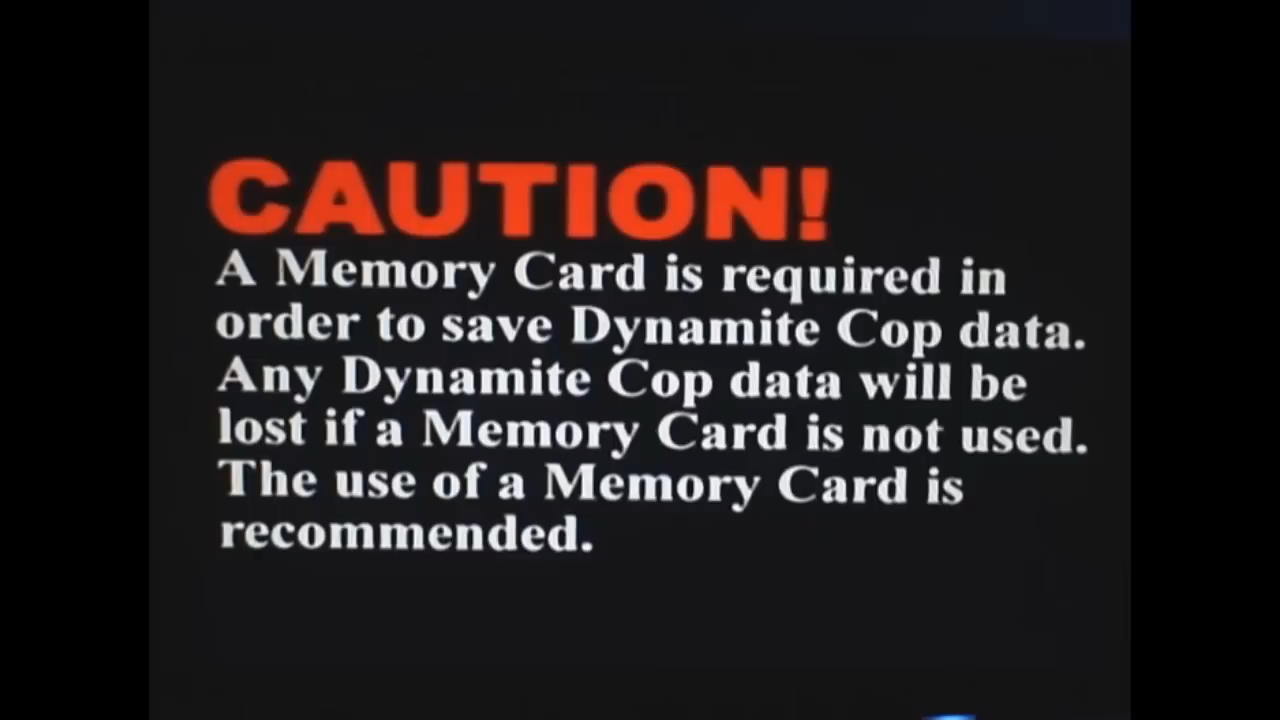 CAUTION!
A Memory Card is required in
order to save Dynamite Cop data.
Any Dynamite Cop data will be
lost if a Memory Card is not used.
The use of a Memory Card is
recommended.